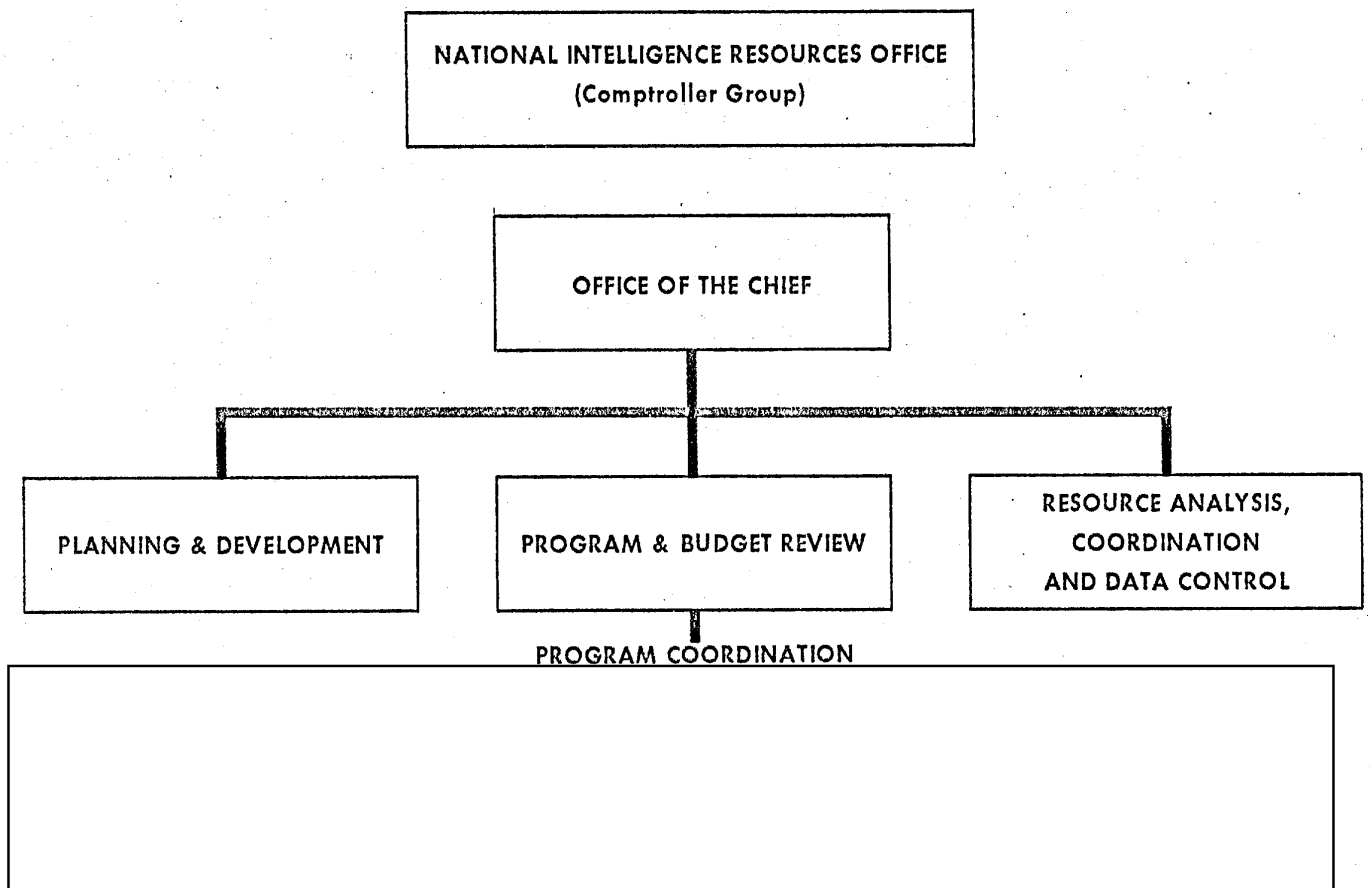 NATIONAL INTELLIGENCE RESOURCES OFFICE
(Comptroller Group)
OFFICE OF THE CHIEF
PLANNING & DEVELOPMENT
PROGRAM & BUDGET REVIEW
RESOURCE ANALYSIS,
COORDINATION
AND DATA CONTROL
PROGRAM COORDINATION